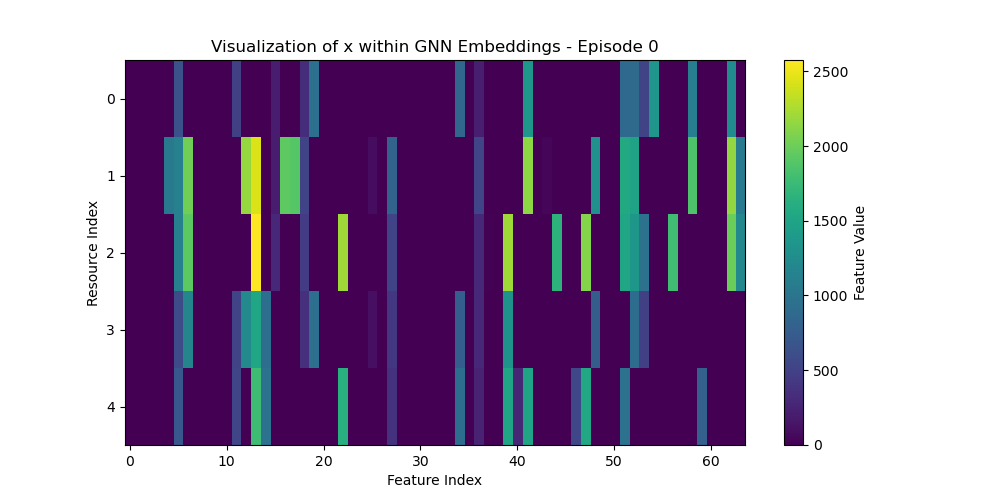 Visualization of x within GNN Embeddings - Episode 0
Resource Index
0
1
2
3
4
0 10 20 30 40 50 60
Feature Index
2500
2000
1500
1000
500
0
Feature Value